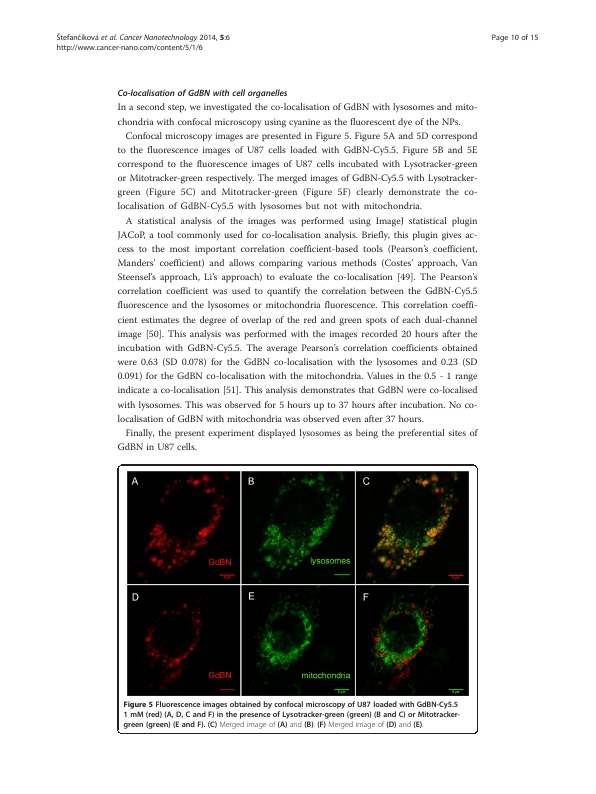 Štefančíková et al. Cancer Nanotechnology 2014, 5:6
Page 10 of 15
http://www.cancer-nano.com/content/5/1/6
Co-localisation of GdBN with cell organelles
In a second step, we investigated the co-localisation of GdBN with lysosomes and mito-
chondria with confocal microscopy using cyanine as the fluorescent dye of the NPs.
Confocal microscopy images are presented in Figure 5. Figure 5A and 5D correspond
to the fluorescence images of U87 cells loaded with GdBN-Cy5.5. Figure 5B and 5E
correspond to the fluorescence images of U87 cells incubated with Lysotracker-green
or Mitotracker-green respectively. The merged images of GdBN-Cy5.5 with Lysotracker-
green (Figure 5C) and Mitotracker-green (Figure 5F) clearly demonstrate the co-
localisation of GdBN-Cy5.5 with lysosomes but not with mitochondria.
A statistical analysis of the images was performed using ImageJ statistical plugin
JACoP, a tool commonly used for co-localisation analysis. Briefly, this plugin gives ac-
cess to the most important correlation coefficient-based tools (Pearson's coefficient,
Manders' coefficient) and allows comparing various methods (Costes' approach, Van
Steensel's approach, Li's approach) to evaluate the co-localisation [49]. The Pearson's
correlation coefficient was used to quantify the correlation between the GdBN-Cy5.5
fluorescence and the lysosomes or mitochondria fluorescence. This correlation coeffi-
cient estimates the degree of overlap of the red and green spots of each dual-channel
image [50]. This analysis was performed with the images recorded 20 hours after the
incubation with GdBN-Cy5.5. The average Pearson's correlation coefficients obtained
were 0.63 (SD 0.078) for the GdBN co-localisation with the lysosomes and 0.23 (SD
0.091) for the GdBN co-localisation with the mitochondria. Values in the 0.5 - 1 range
indicate a co-localisation [51]. This analysis demonstrates that GdBN were co-localised
with lysosomes. This was observed for 5 hours up to 37 hours after incubation. No co-
localisation of GdBN with mitochondria was observed even after 37 hours.
Finally, the present experiment displayed lysosomes as being the preferential sites of
GdBN in U87 cells.
A
B
C
GdBN
lysosomes
D
E
F
GdBN
mitochondria
Figure 5 Fluorescence images obtained by confocal microscopy of U87 loaded with GdBN-Cy5.5
1 mM (red) (A, D, C and F) in the presence of Lysotracker-green (green) (B and C) or Mitotracker-
green (green) (E and F). (C) Merged image of (A) and (B). (F) Merged image of (D) and (E).